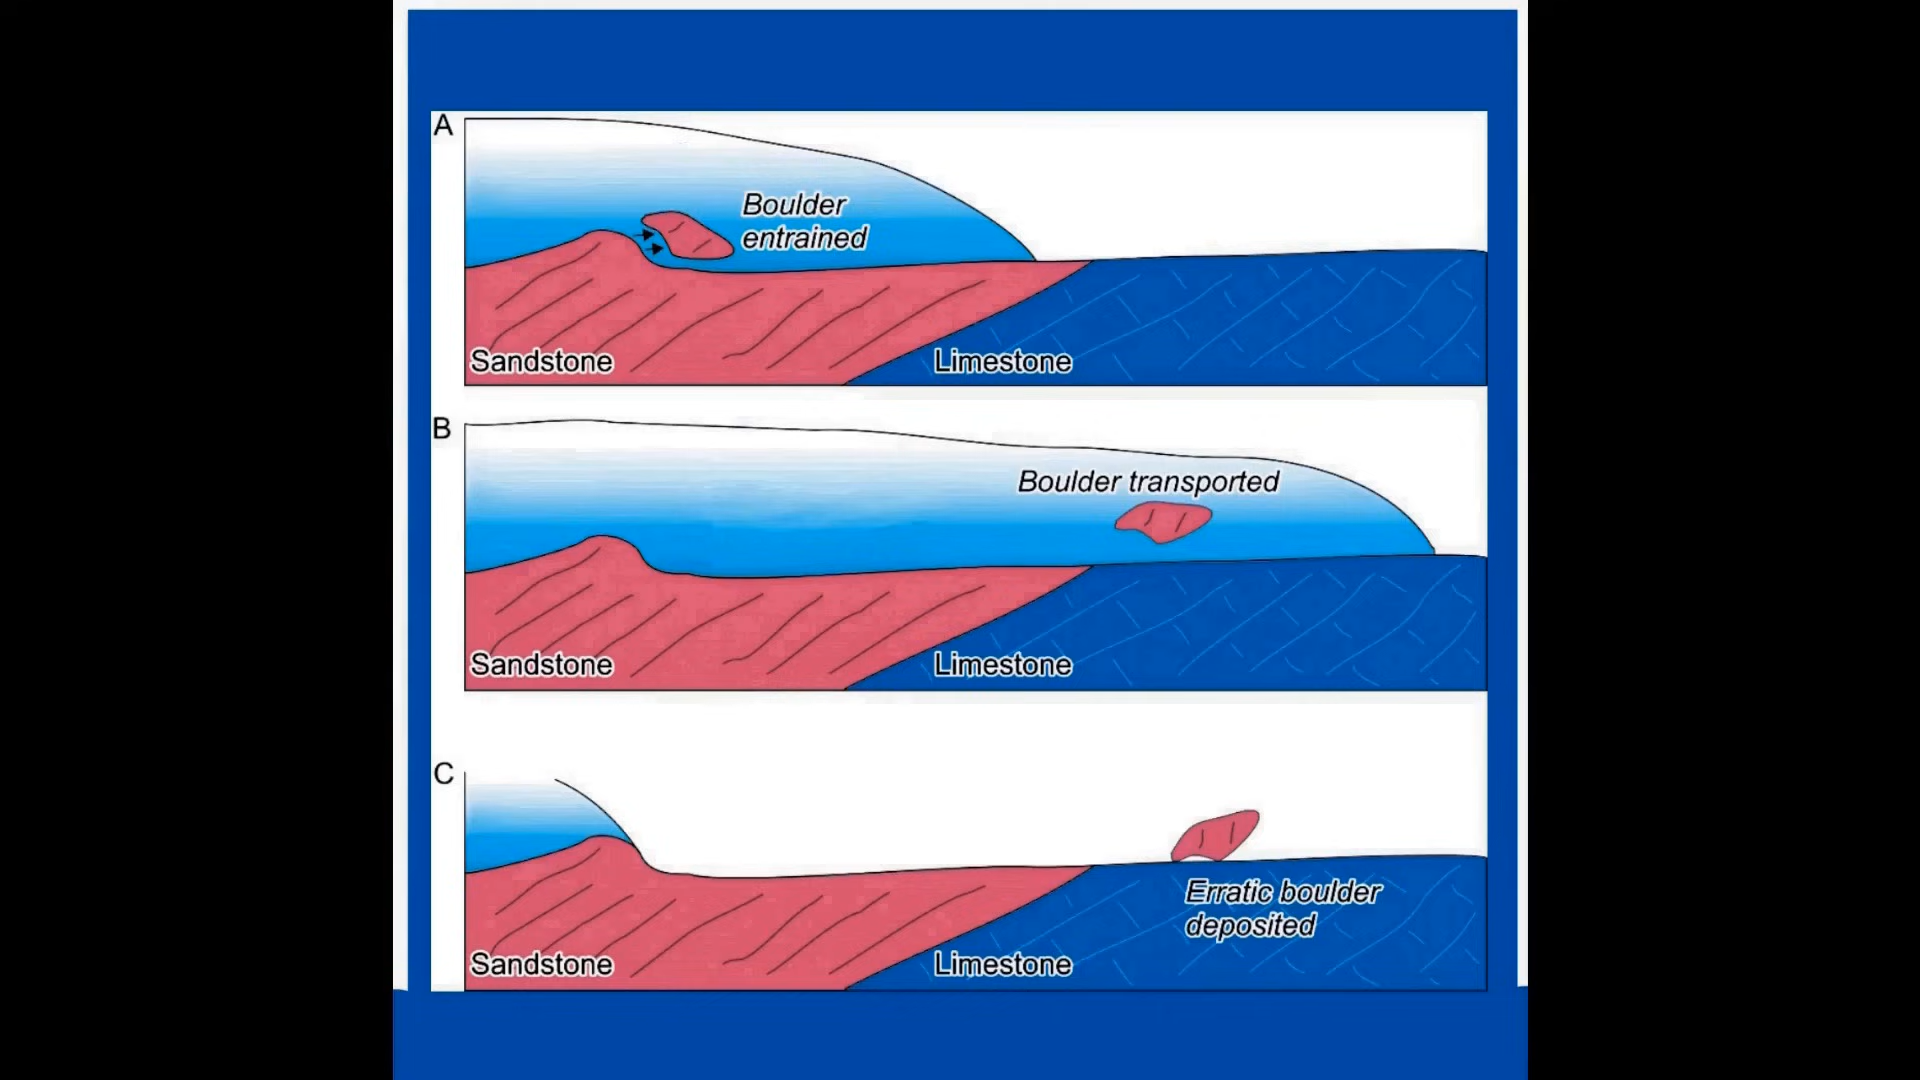 A
Boulder
entrained
Sandstone
Limestone
B
Boulder transported
Sandstone
Limestone
C
Erratic boulder
deposited
Sandstone
Limestone